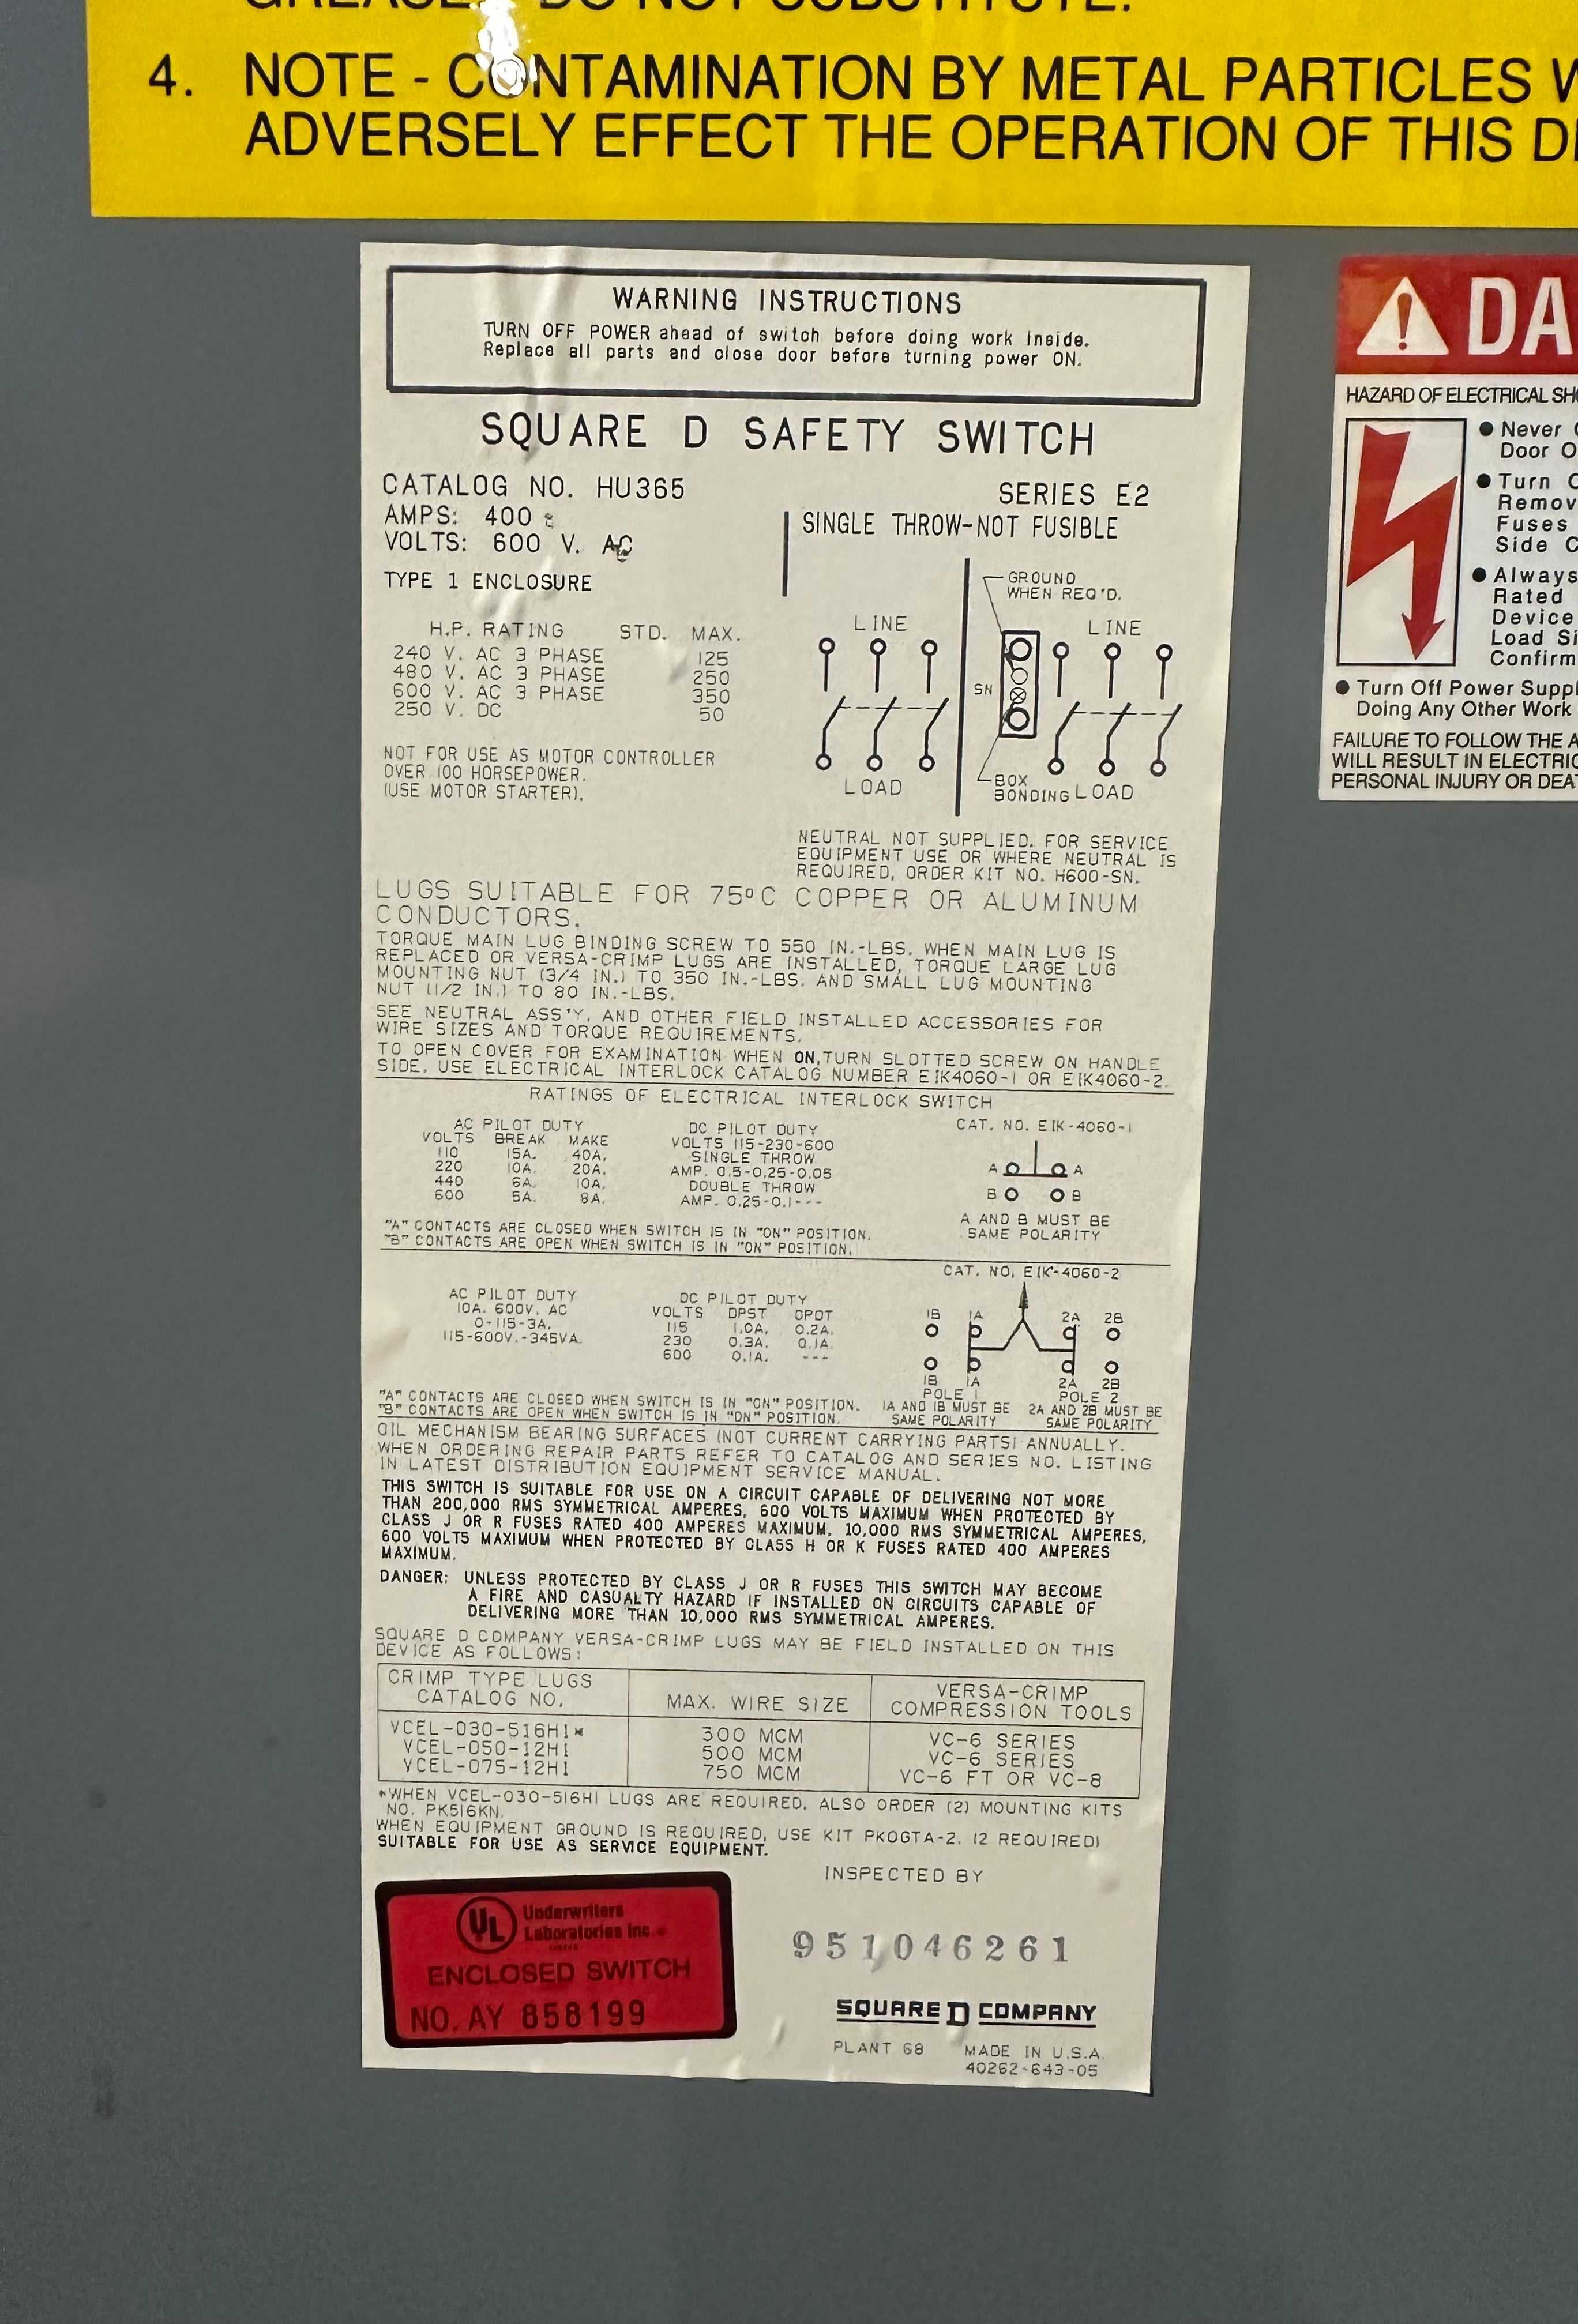 DO NOT SUBSTITUTE.
4. NOTE - CONTAMINATION BY METAL PARTICLES
ADVERSELY EFFECT THE OPERATION OF THIS
WARNING INSTRUCTIONS
TURN OFF POWER ahead of switch before doing work inside.
Replace all parts and close door before turning power ON.
SQUARE D SAFETY SWITCH
CATALOG NO. HU365
SERIES E2
AMPS: 400
VOLTS: 600 V. AC
SINGLE THROW-NOT FUSIBLE
TYPE 1 ENCLOSURE
H.P. RATING STD. MAX.
240 V. AC 3 PHASE 125
480 V. AC 3 PHASE 250
600 V. AC 3 PHASE 350
250 V. DC 50
NOT FOR USE AS MOTOR CONTROLLER
OVER 100 HORSEPOWER.
(USE MOTOR STARTER).
LINE
LOAD
GROUND
WHEN REQ'D.
LINE
SN
BOX
BONDING LOAD
NEUTRAL NOT SUPPLIED. FOR SERVICE
EQUIPMENT USE OR WHERE NEUTRAL IS
REQUIRED, ORDER KIT NO. H600-SN.
LUGS SUITABLE FOR 75°C COPPER OR ALUMINUM
CONDUCTORS.
TORQUE MAIN LUG BINDING SCREW TO 550 IN.-LBS. WHEN MAIN LUG IS
REPLACED OR VERSA-CRIMP LUGS ARE INSTALLED, TORQUE LARGE LUG
MOUNTING NUT (3/4 IN.) TO 350 IN.-LBS. AND SMALL LUG MOUNTING
NUT (1/2 IN.) TO 80 IN.-LBS.
SEE NEUTRAL ASS'Y. AND OTHER FIELD INSTALLED ACCESSORIES FOR
WIRE SIZES AND TORQUE REQUIREMENTS.
TO OPEN COVER FOR EXAMINATION WHEN ON, TURN SLOTTED SCREW ON HANDLE
SIDE. USE ELECTRICAL INTERLOCK CATALOG NUMBER EIK4060-1 OR EIK4060-2.
RATINGS OF ELECTRICAL INTERLOCK SWITCH
AC PILOT DUTY
VOLTS BREAK MAKE
110 15A. 40A.
220 10A. 20A.
440 6A. 10A.
600 5A. 8A.
DC PILOT DUTY
VOLTS 115-230-600
SINGLE THROW
AMP. 0.5-0.25-0.05
DOUBLE THROW
AMP. 0.25-0.1---
CAT. NO. EIK-4060-1
A A
B B
A AND B MUST BE
SAME POLARITY
"A" CONTACTS ARE CLOSED WHEN SWITCH IS IN "ON" POSITION.
"B" CONTACTS ARE OPEN WHEN SWITCH IS IN "ON" POSITION.
CAT. NO. EIK-4060-2
AC PILOT DUTY
10A. 600V. AC
0-115-3A.
115-600V.-345VA.
DC PILOT DUTY
VOLTS DPST DPDT
115 1.0A. 0.2A.
230 0.3A. 0.1A.
600 0.1A. ---
1B 1A 2A 2B
1B 1A 2A 2B
POLE 1 POLE 2
1A AND 1B MUST BE
SAME POLARITY
2A AND 2B MUST BE
SAME POLARITY
"A" CONTACTS ARE CLOSED WHEN SWITCH IS IN "ON" POSITION.
"B" CONTACTS ARE OPEN WHEN SWITCH IS IN "ON" POSITION.
OIL MECHANISM BEARING SURFACES (NOT CURRENT CARRYING PARTS) ANNUALLY.
WHEN ORDERING REPAIR PARTS REFER TO CATALOG AND SERIES NO. LISTING
IN LATEST DISTRIBUTION EQUIPMENT SERVICE MANUAL.
THIS SWITCH IS SUITABLE FOR USE ON A CIRCUIT CAPABLE OF DELIVERING NOT MORE
THAN 200,000 RMS SYMMETRICAL AMPERES, 600 VOLTS MAXIMUM WHEN PROTECTED BY
CLASS J OR R FUSES RATED 400 AMPERES MAXIMUM, 10,000 RMS SYMMETRICAL AMPERES,
600 VOLTS MAXIMUM WHEN PROTECTED BY CLASS H OR K FUSES RATED 400 AMPERES
MAXIMUM.
DANGER: UNLESS PROTECTED BY CLASS J OR R FUSES THIS SWITCH MAY BECOME
A FIRE AND CASUALTY HAZARD IF INSTALLED ON CIRCUITS CAPABLE OF
DELIVERING MORE THAN 10,000 RMS SYMMETRICAL AMPERES.
SQUARE D COMPANY VERSA-CRIMP LUGS MAY BE FIELD INSTALLED ON THIS
DEVICE AS FOLLOWS:
CRIMP TYPE LUGS
CATALOG NO.
MAX. WIRE SIZE
VERSA-CRIMP
COMPRESSION TOOLS
VCEL-030-516H1* 300 MCM VC-6 SERIES
VCEL-050-12H1 500 MCM VC-6 SERIES
VCEL-075-12H1 750 MCM VC-6 FT OR VC-8
*WHEN VCEL-030-516H1 LUGS ARE REQUIRED, ALSO ORDER (2) MOUNTING KITS
NO. PK516KN.
WHEN EQUIPMENT GROUND IS REQUIRED, USE KIT PKOGTA-2. (2 REQUIRED)
SUITABLE FOR USE AS SERVICE EQUIPMENT.
INSPECTED BY
951046261
UL Underwriters
Laboratories Inc.®
LISTED
ENCLOSED SWITCH
NO. AY 858199
SQUARE D COMPANY
PLANT 68 MADE IN U.S.A.
40262-643-05
HAZARD OF ELECTRICAL
● Never
Door
● Turn
Fuses
Side
● Always
Rated
Device
Load
● Turn Off Power
Doing Any Other Work
FAILURE TO FOLLOW THE
WILL RESULT IN
PERSONAL INJURY OR